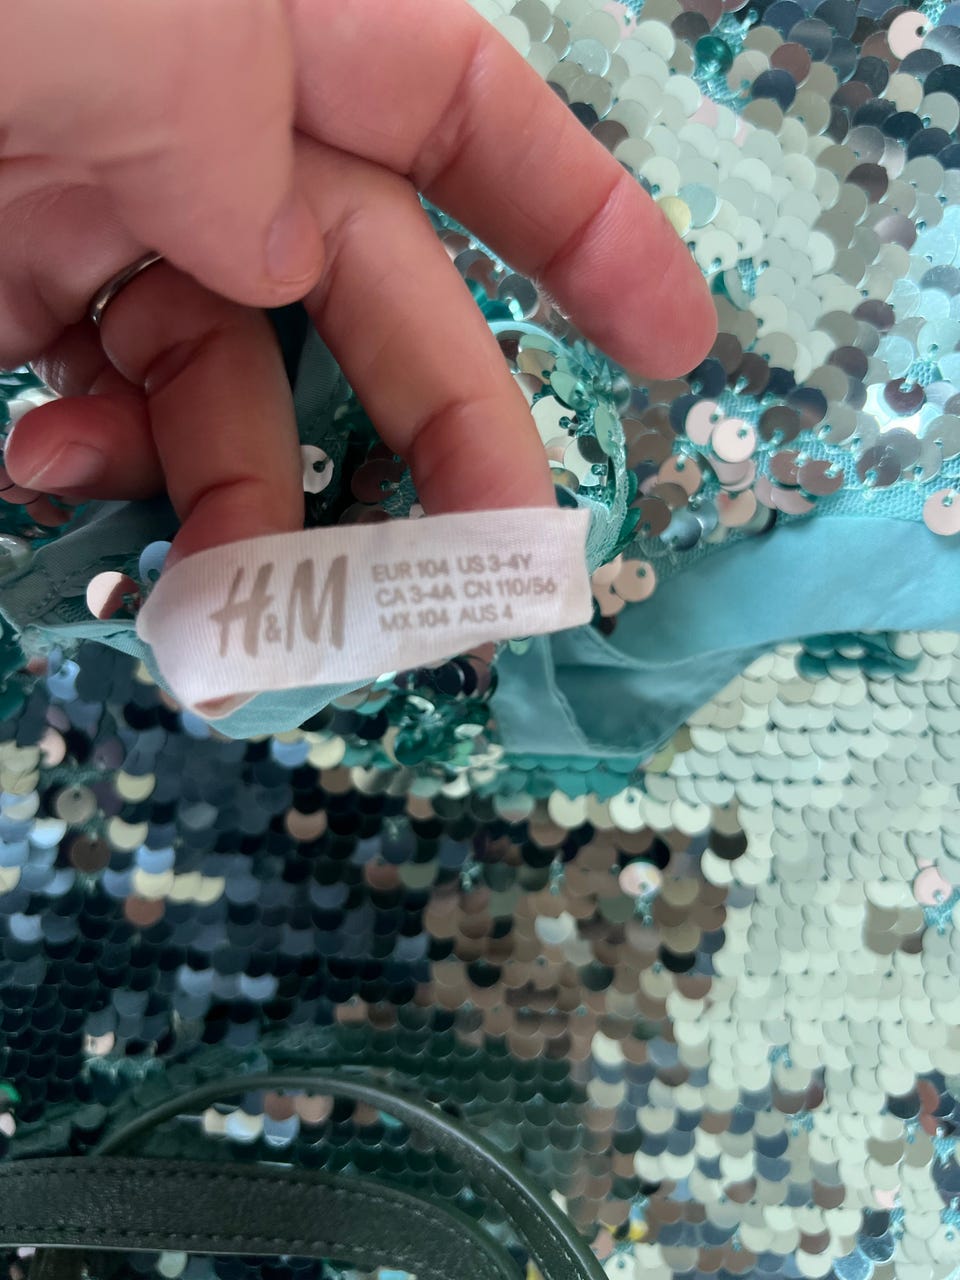 H&M
EUR 104 US 3-4Y
CA 3-4A CN 110/56
MX 104 AUS 4